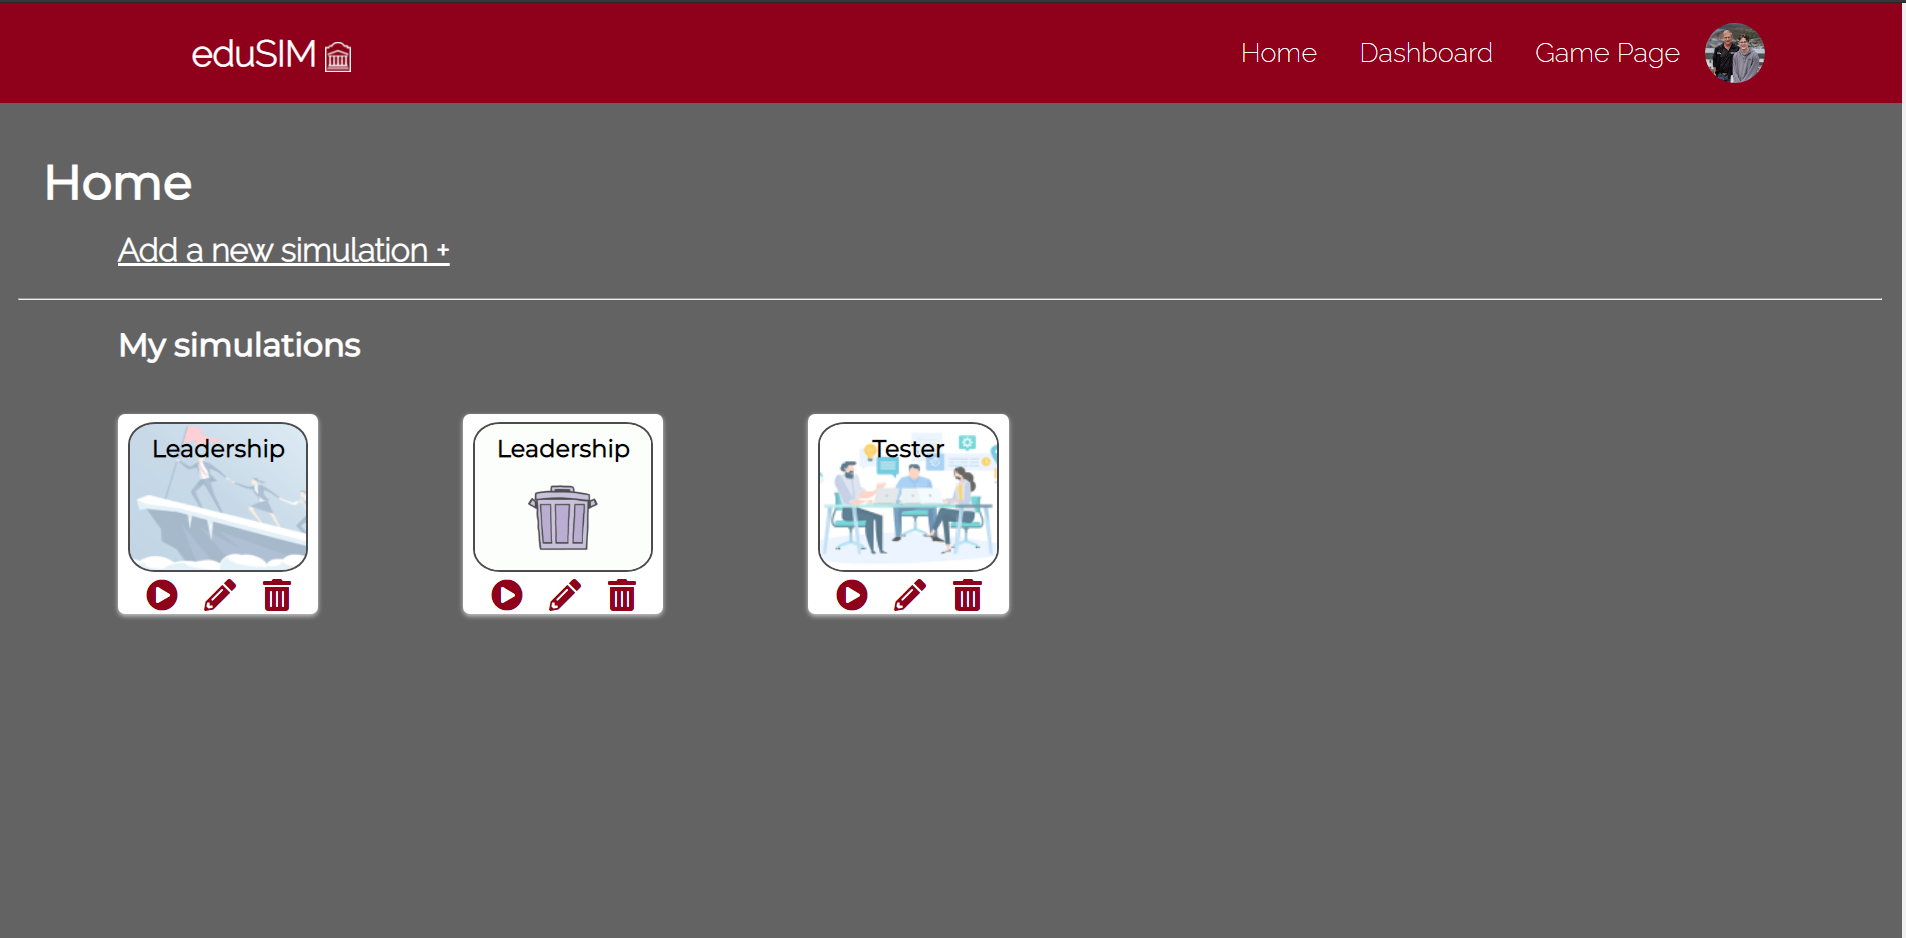 eduSIM
Home
Dashboard
Game Page
Home
Add a new simulation +
My simulations
Leadership
Leadership
Tester